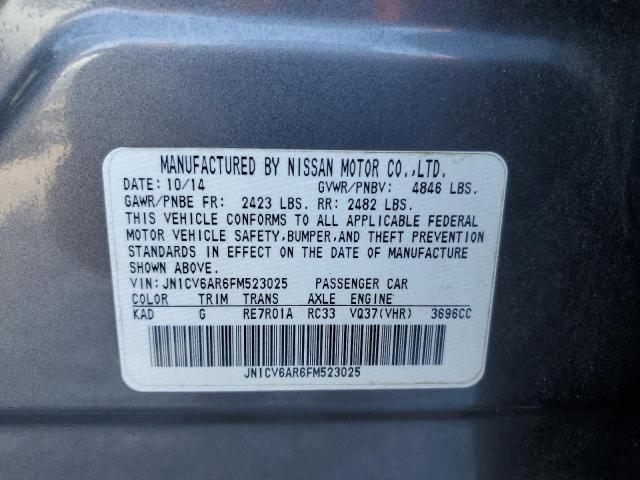 MANUFACTURED BY NISSAN MOTOR CO.,LTD.
DATE: 10/14 GVWR/PNBV: 4846 LBS.
GAWR/PNBE FR: 2423 LBS. RR: 2482 LBS.
THIS VEHICLE CONFORMS TO ALL APPLICABLE FEDERAL
MOTOR VEHICLE SAFETY,BUMPER,AND THEFT PREVENTION
STANDARDS IN EFFECT ON THE DATE OF MANUFACTURE
SHOWN ABOVE.
VIN: JN1CV6AR6FM523025 PASSENGER CAR
COLOR TRIM TRANS AXLE ENGINE
KAD G RE7R01A RC33 VQ37(VHR) 3696CC
JN1CV6AR6FM523025